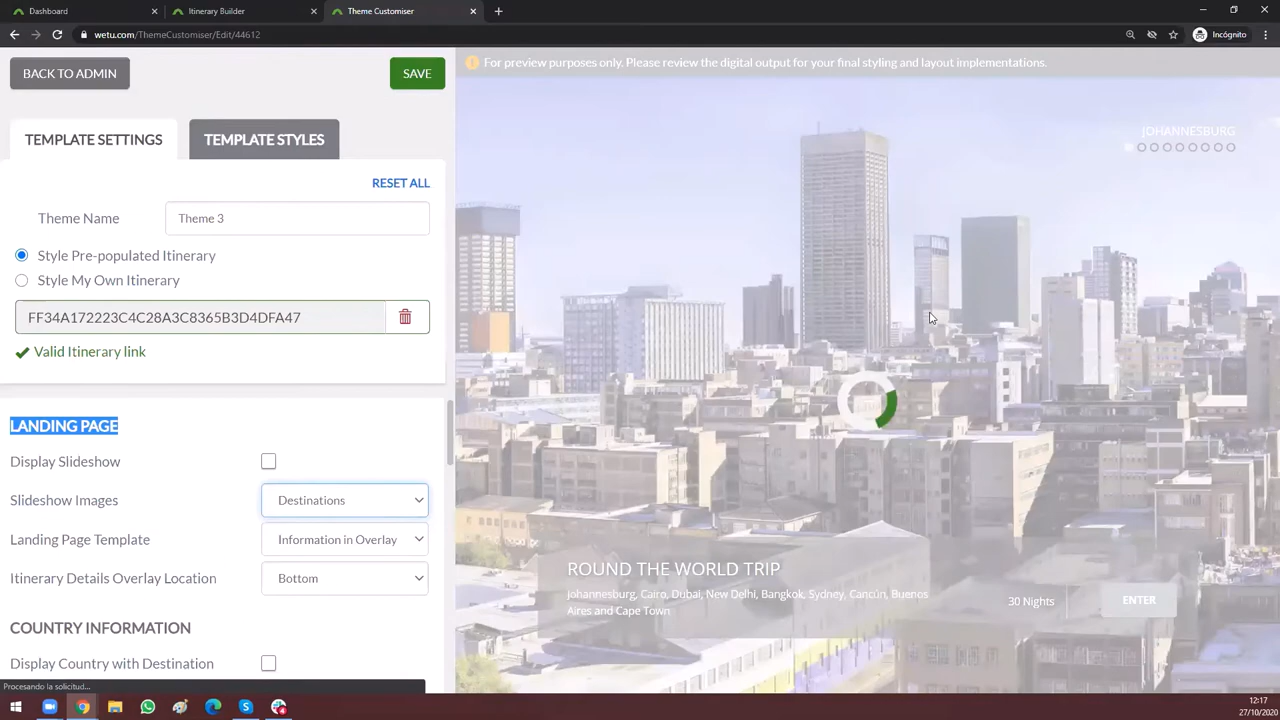 Dashboard
Itinerary Builder
Theme Customiser
wetu.com/ThemeCustomiser/Edit/44612
Incógnito
BACK TO ADMIN
SAVE
For preview purposes only. Please review the digital output for your final styling and layout implementations.
TEMPLATE SETTINGS
TEMPLATE STYLES
JOHANNESBURG
RESET ALL
Theme Name
Theme 3
Style Pre-populated Itinerary
Style My Own Itinerary
FF34A172223C4C28A3C8365B3D4DFA47
Valid Itinerary link
LANDING PAGE
Display Slideshow
Slideshow Images
Destinations
Landing Page Template
Information in Overlay
Itinerary Details Overlay Location
Bottom
COUNTRY INFORMATION
Display Country with Destination
ROUND THE WORLD TRIP
Johannesburg, Cairo, Dubai, New Delhi, Bangkok, Sydney, Cancún, Buenos
Aires and Cape Town
30 Nights
ENTER
Procesando la solicitud...
12:17
27/10/2020